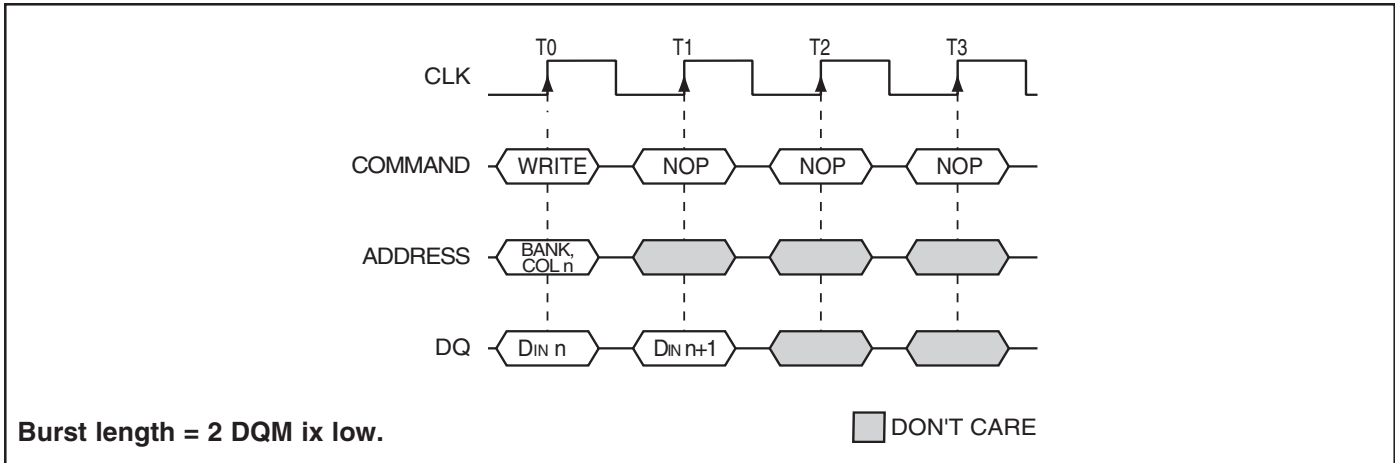 T0 T1 T2 T3
CLK
COMMAND WRITE NOP NOP NOP
ADDRESS BANK,
COL n
DQ DIN n DIN n+1
Burst length = 2 DQM ix low.
DON'T CARE